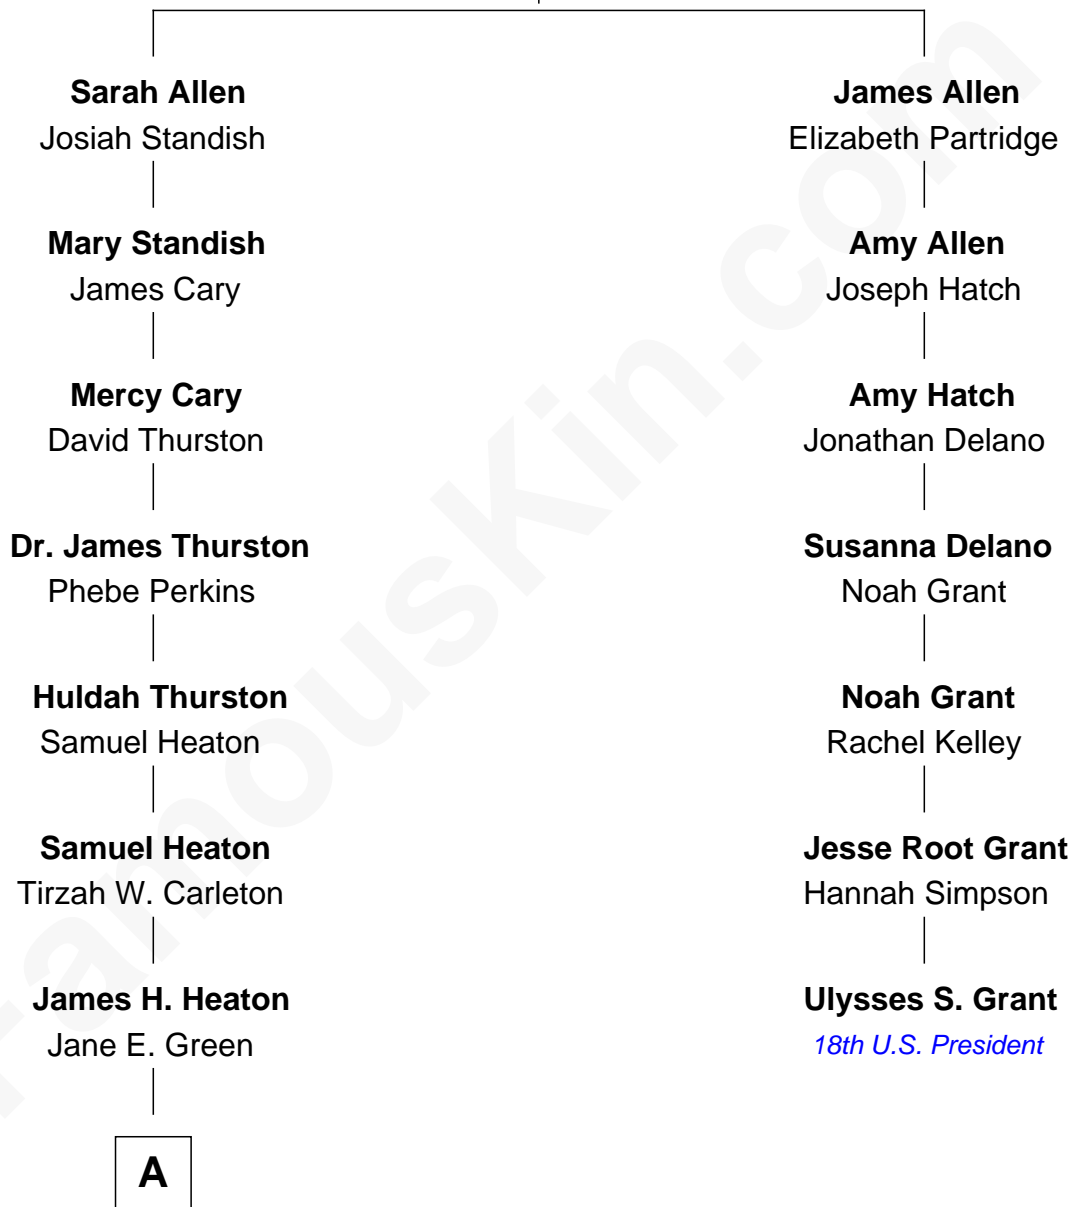 Sarah Allen
Josiah Standish
James Allen
Elizabeth Partridge
Mary Standish
James Cary
Amy Allen
Joseph Hatch
Mercy Cary
David Thurston
Amy Hatch
Jonathan Delano
Dr. James Thurston
Phebe Perkins
Susanna Delano
Noah Grant
Huldah Thurston
Samuel Heaton
Noah Grant
Rachel Kelley
Samuel Heaton
Tirzah W. Carleton
Jesse Root Grant
Hannah Simpson
James H. Heaton
Jane E. Green
Ulysses S. Grant
18th U.S. President
A
FamousKin.com